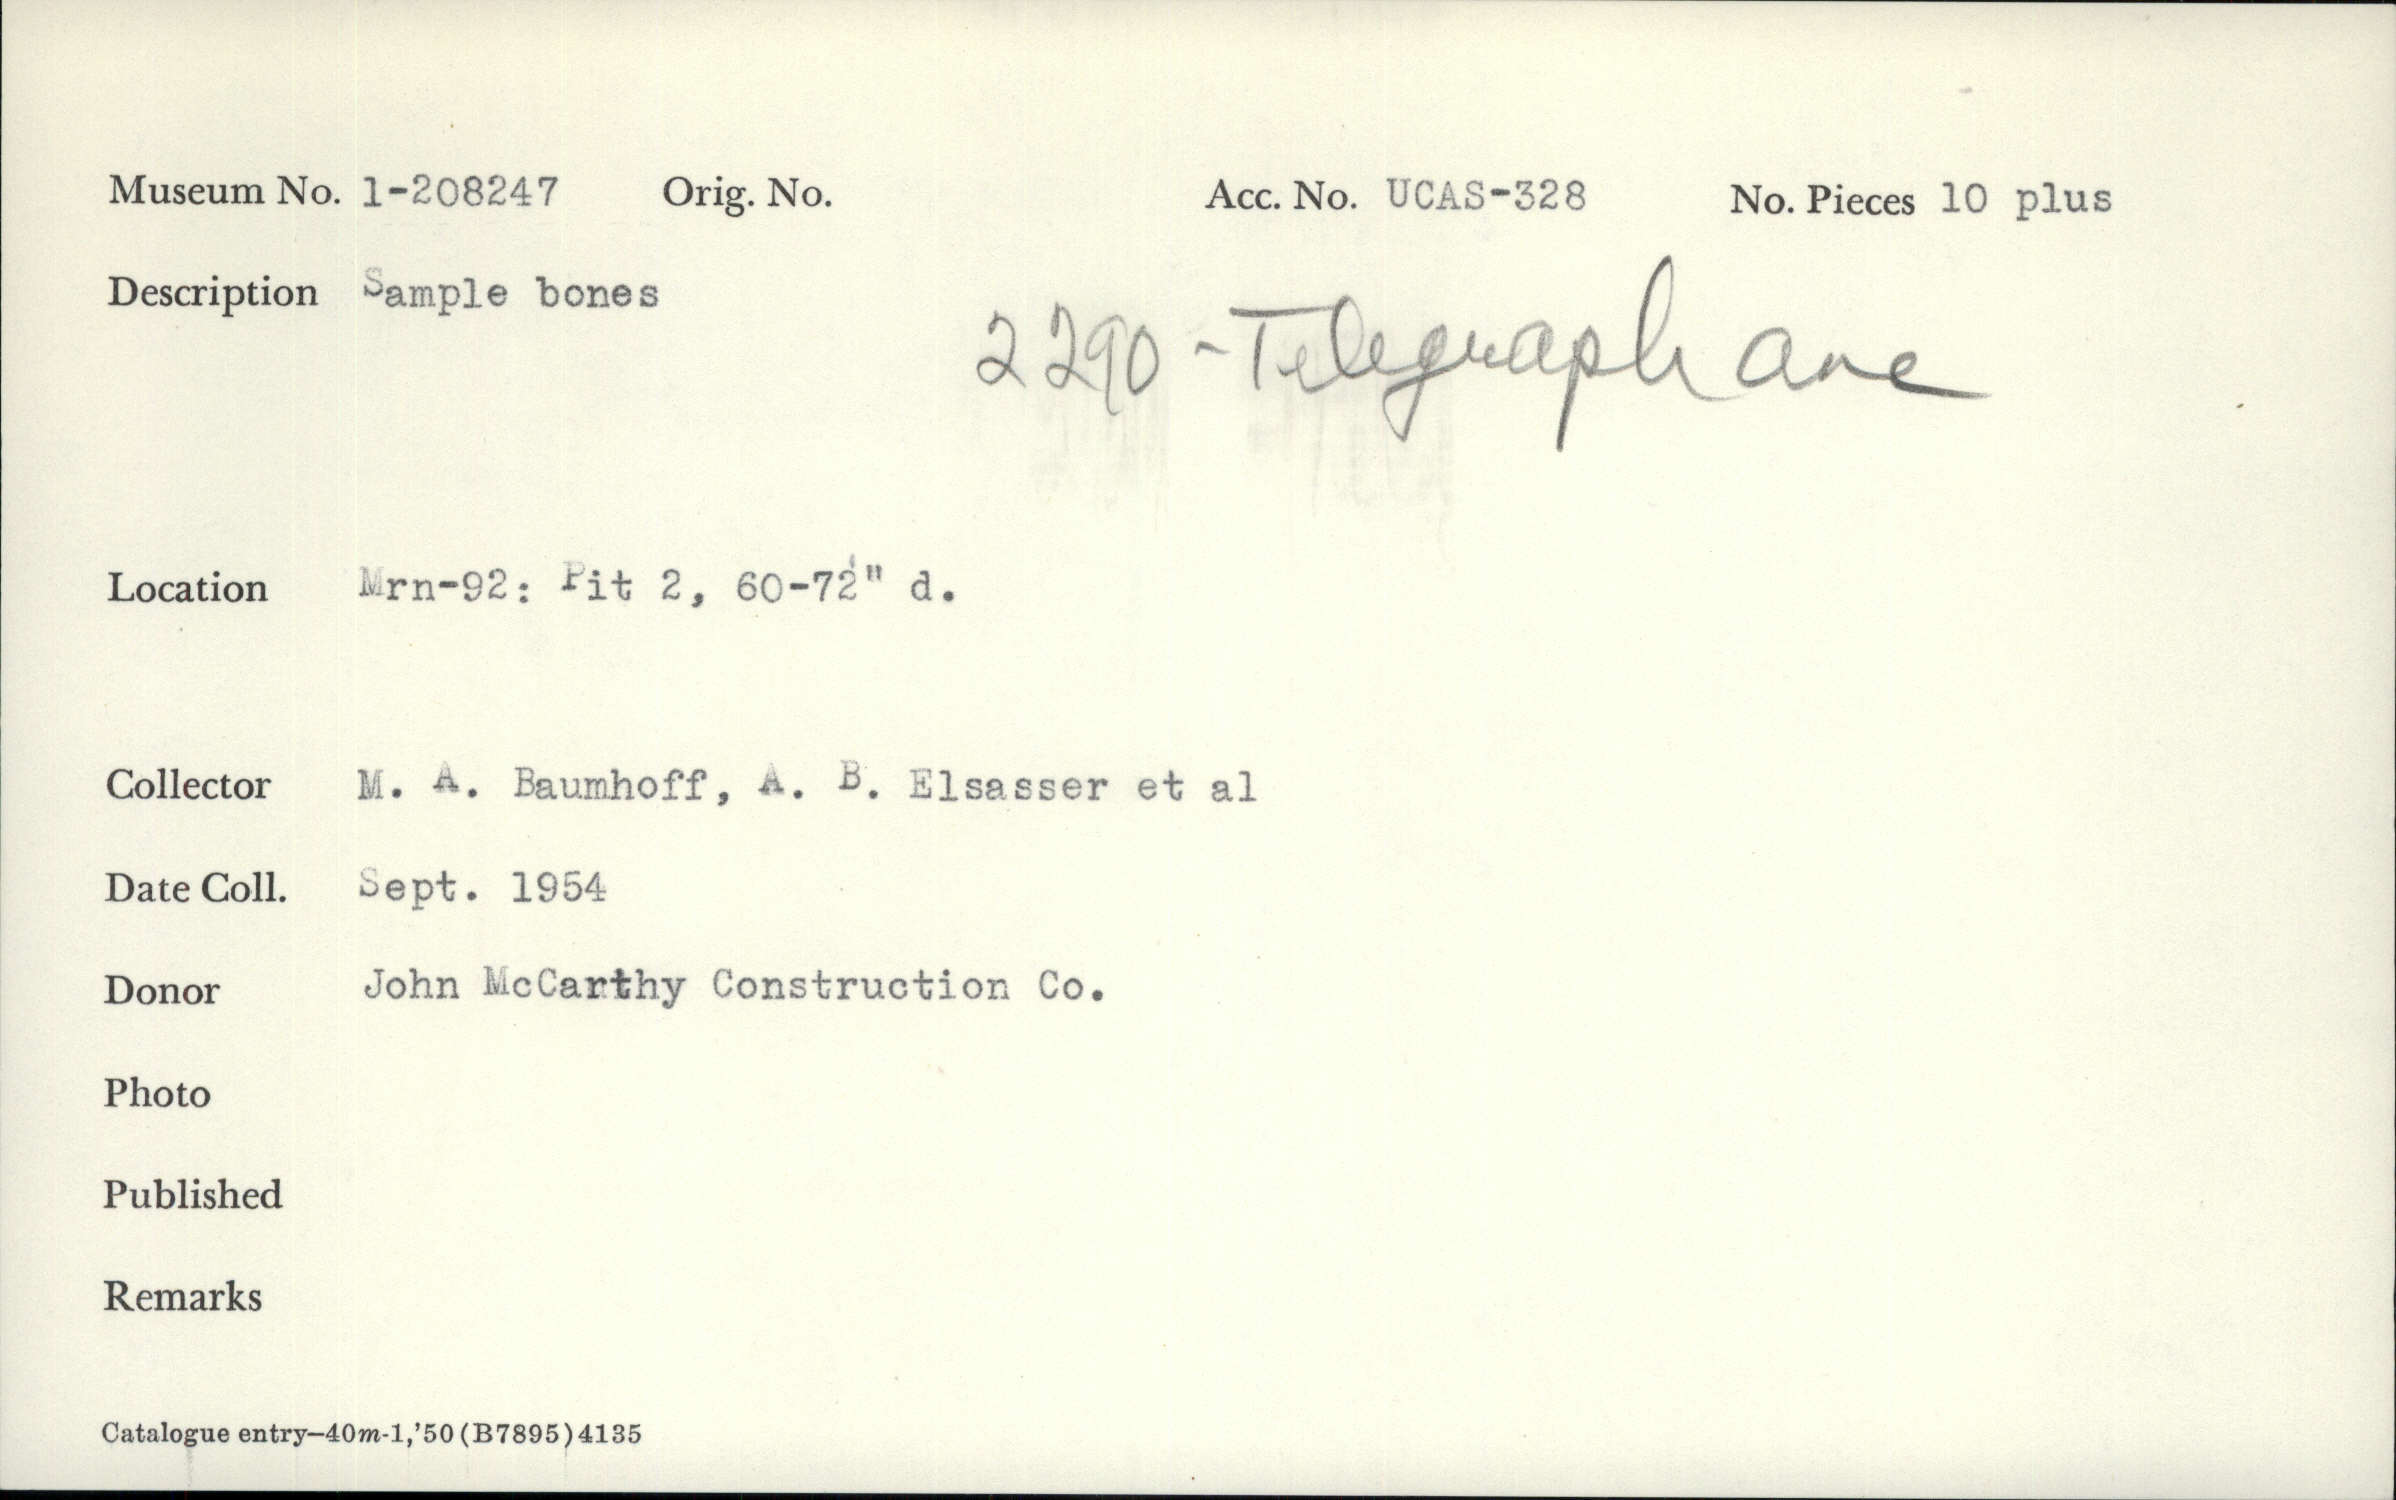 Museum No. 1-208247 Orig. No. Acc. No. UCAS-328 No. Pieces 10 plus
Description Sample bones
2290 - Telegraph ave
Location Mrn-92: Pit 2, 60-72" d.
Collector M. A. Baumhoff, A. B. Elsasser et al
Date Coll. Sept. 1954
Donor John McCarthy Construction Co.
Photo
Published
Remarks
Catalogue entry—40m-1,'50(B7895)4135